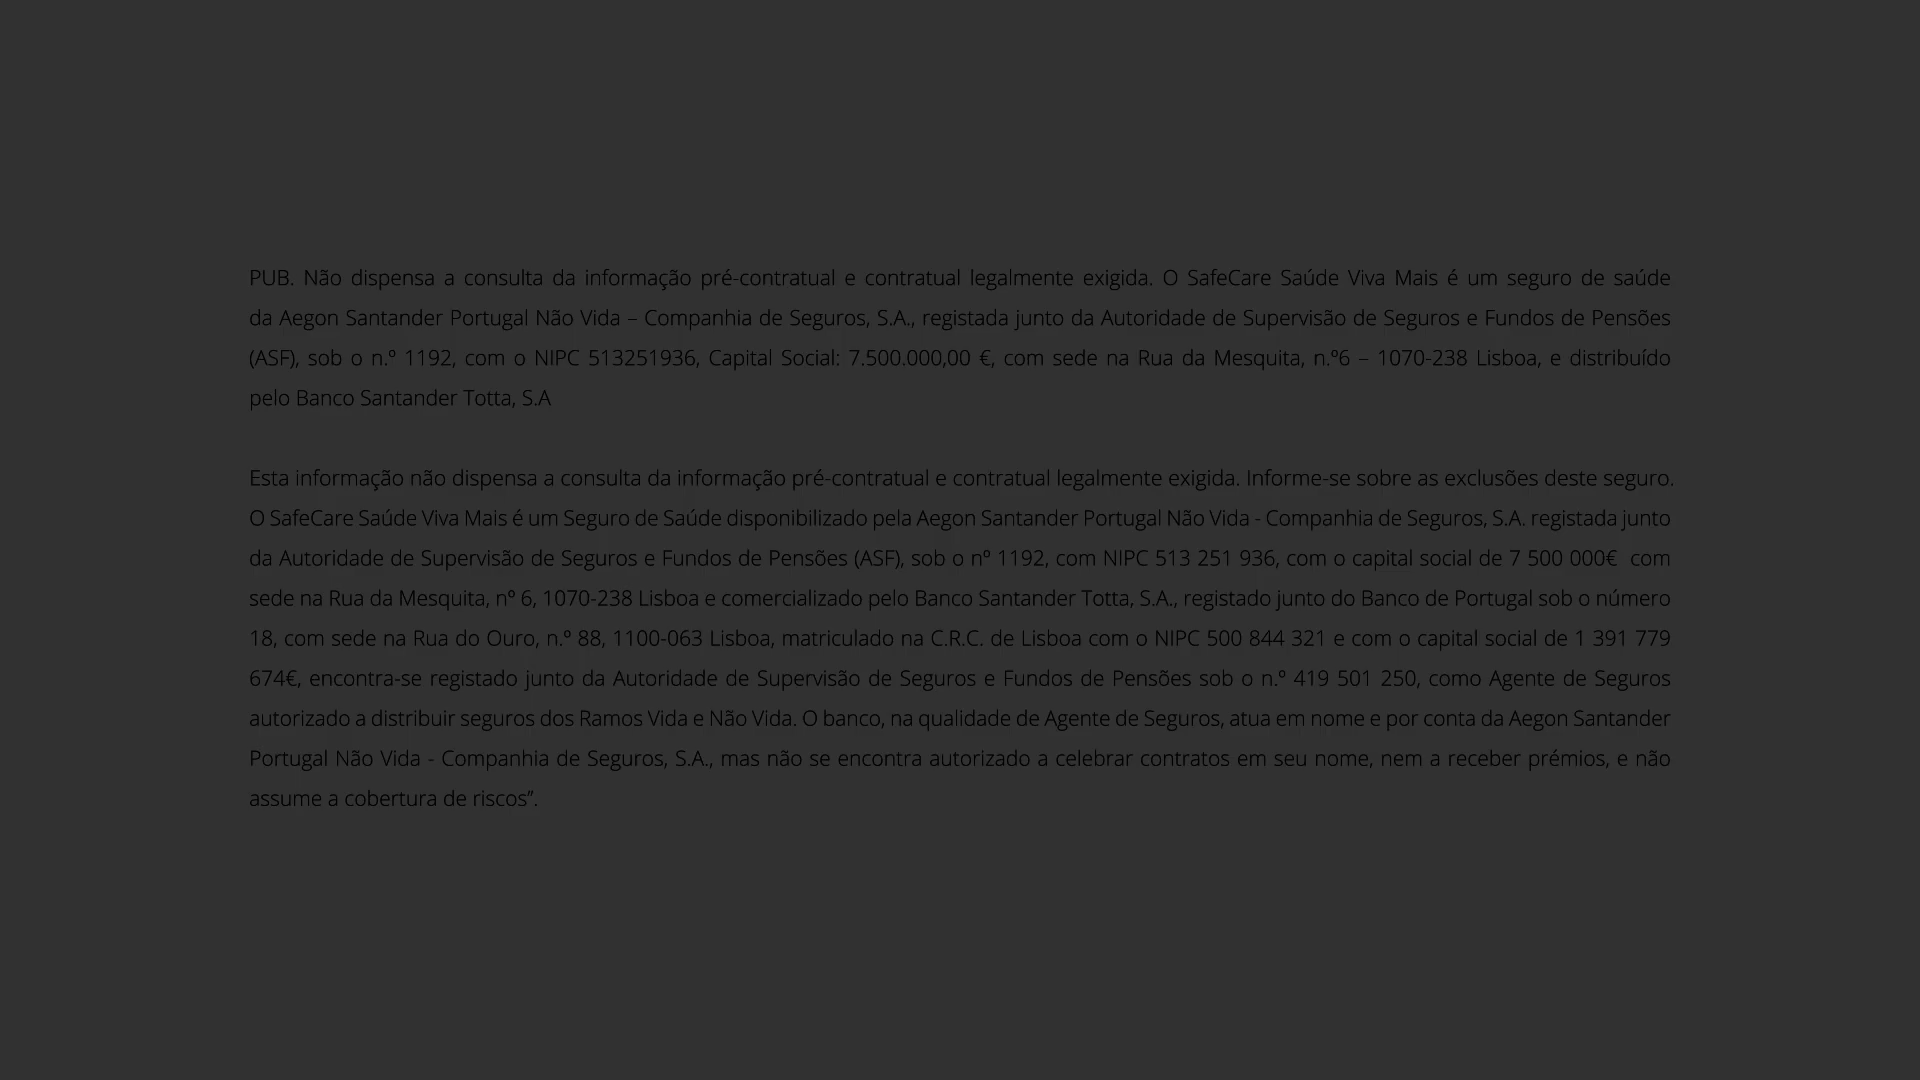 PUB. Não dispensa a consulta da informação pré-contratual e contratual legalmente exigida. O SafeCare Saúde Viva Mais é um seguro de saúde
da Aegon Santander Portugal Não Vida – Companhia de Seguros, S.A., registada junto da Autoridade de Supervisão de Seguros e Fundos de Pensões
(ASF), sob o n.º 1192, com o NIPC 513251936, Capital Social: 7.500.000,00 €, com sede na Rua da Mesquita, n.º6 – 1070-238 Lisboa, e distribuído
pelo Banco Santander Totta, S.A
Esta informação não dispensa a consulta da informação pré-contratual e contratual legalmente exigida. Informe-se sobre as exclusões deste seguro.
O SafeCare Saúde Viva Mais é um Seguro de Saúde disponibilizado pela Aegon Santander Portugal Não Vida - Companhia de Seguros, S.A. registada junto
da Autoridade de Supervisão de Seguros e Fundos de Pensões (ASF), sob o nº 1192, com NIPC 513 251 936, com o capital social de 7 500 000€ com
sede na Rua da Mesquita, nº 6, 1070-238 Lisboa e comercializado pelo Banco Santander Totta, S.A., registado junto do Banco de Portugal sob o número
18, com sede na Rua do Ouro, n.º 88, 1100-063 Lisboa, matriculado na C.R.C. de Lisboa com o NIPC 500 844 321 e com o capital social de 1 391 779
674€, encontra-se registado junto da Autoridade de Supervisão de Seguros e Fundos de Pensões sob o n.º 419 501 250, como Agente de Seguros
autorizado a distribuir seguros dos Ramos Vida e Não Vida. O banco, na qualidade de Agente de Seguros, atua em nome e por conta da Aegon Santander
Portugal Não Vida - Companhia de Seguros, S.A., mas não se encontra autorizado a celebrar contratos em seu nome, nem a receber prémios, e não
assume a cobertura de riscos”.